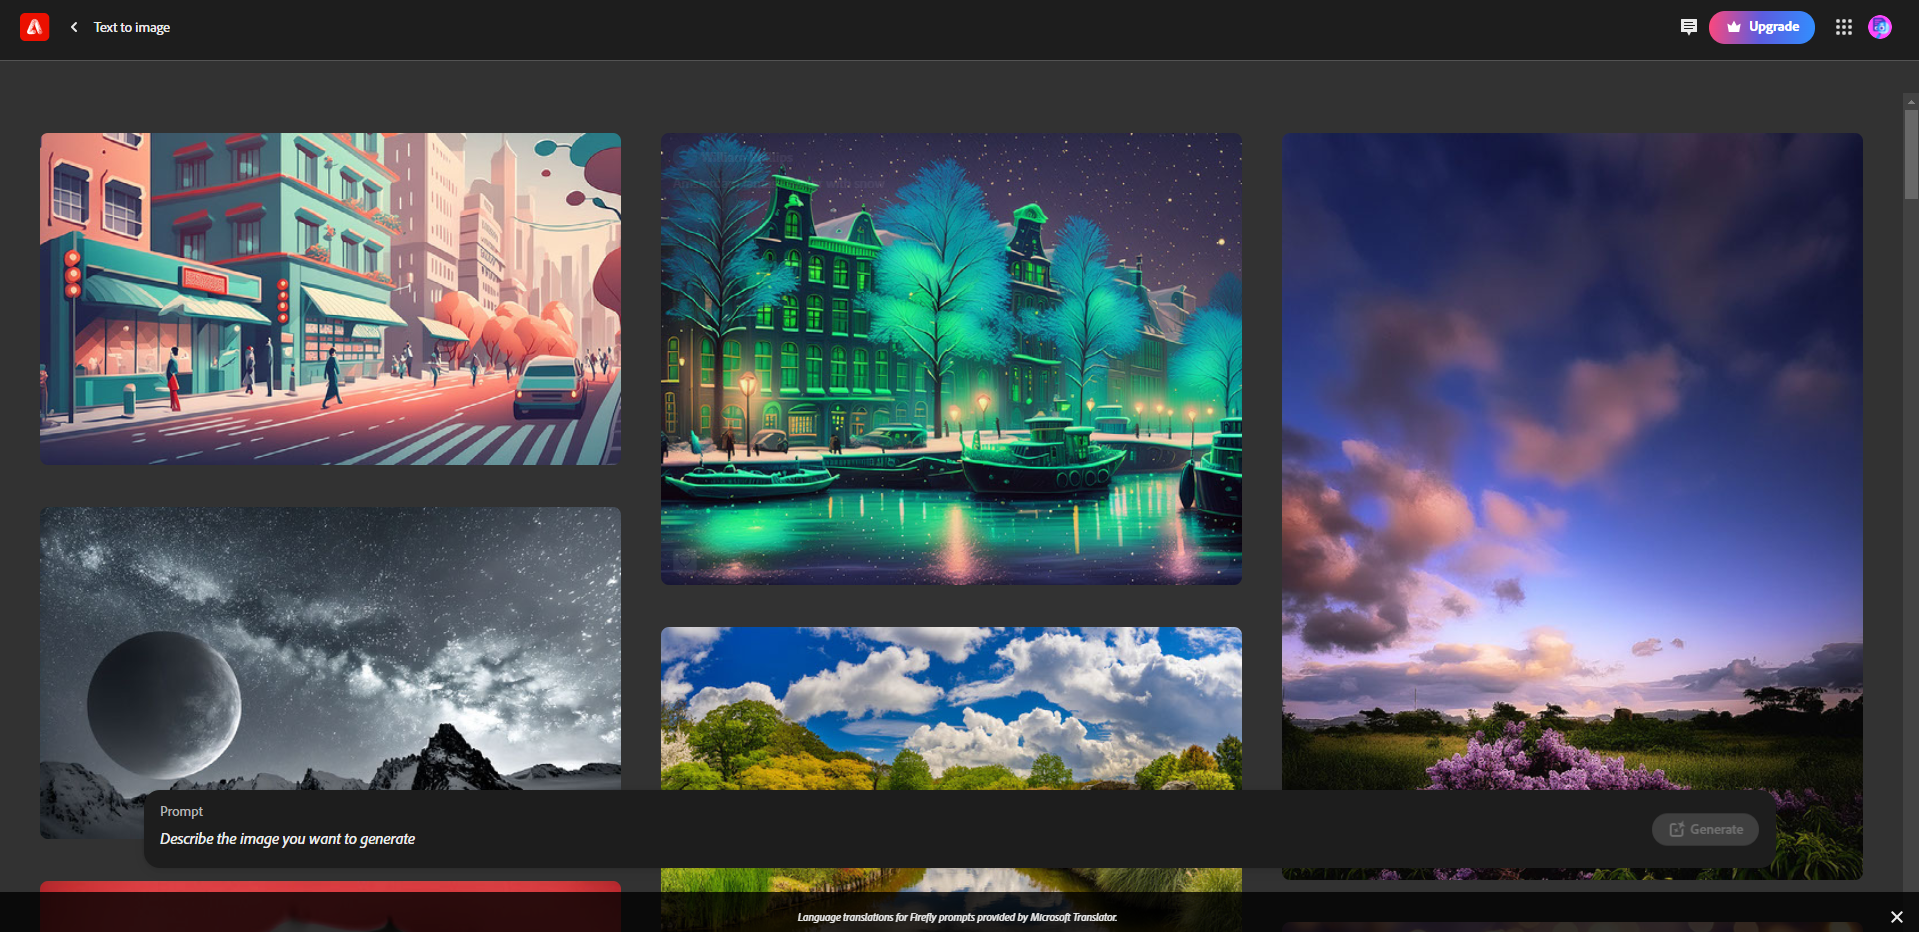 Text to image
Upgrade
Prompt
Describe the image you want to generate
Generate
Language translations for Firefly prompts provided by Microsoft Translator.